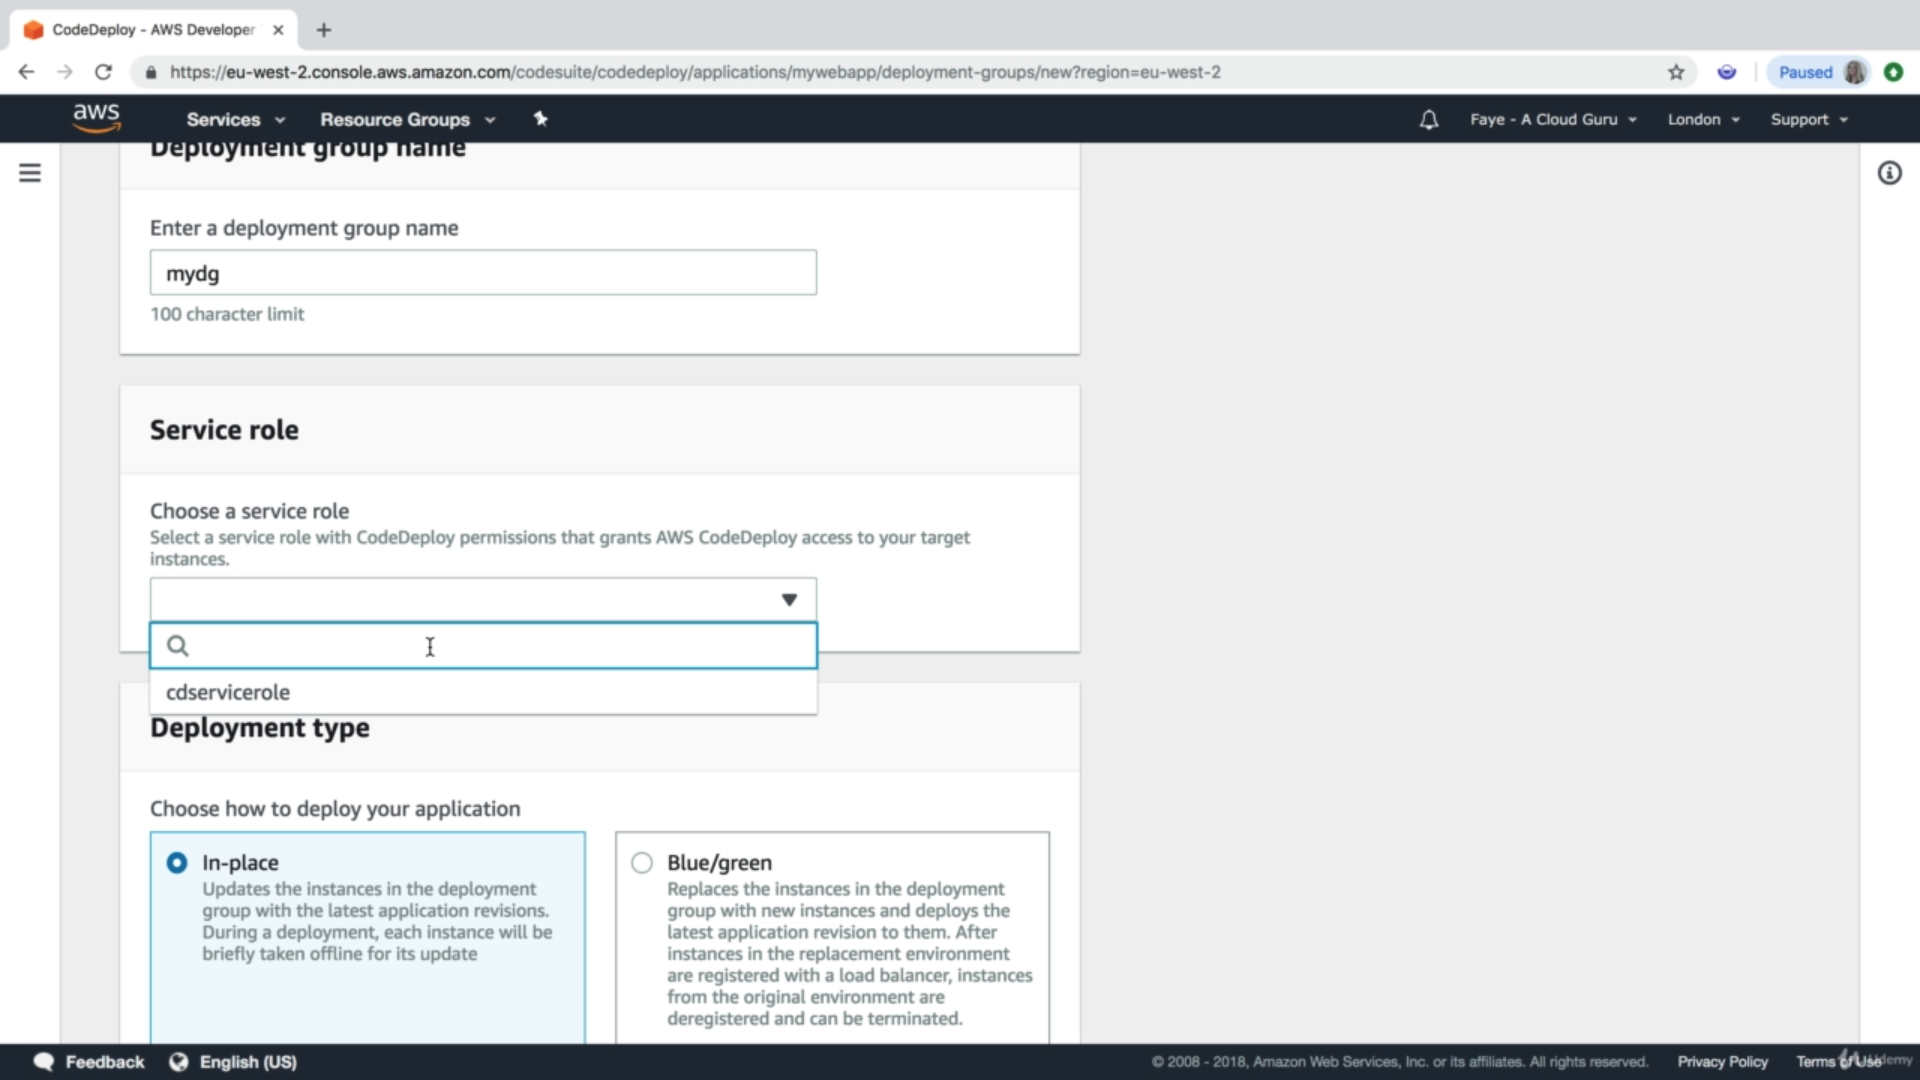 CodeDeploy - AWS Developer
https://eu-west-2.console.aws.amazon.com/codesuite/codedeploy/applications/mywebapp/deployment-groups/new?region=eu-west-2
Paused
aws
Services
Resource Groups
Faye - A Cloud Guru
London
Support
Deployment group name
Enter a deployment group name
mydg
100 character limit
Service role
Choose a service role
Select a service role with CodeDeploy permissions that grants AWS CodeDeploy access to your target
instances.
cdservicerole
Deployment type
Choose how to deploy your application
In-place
Updates the instances in the deployment
group with the latest application revisions.
During a deployment, each instance will be
briefly taken offline for its update
Blue/green
Replaces the instances in the deployment
group with new instances and deploys the
latest application revision to them. After
instances in the replacement environment
are registered with a load balancer, instances
from the original environment are
deregistered and can be terminated.
Feedback
English (US)
© 2008 - 2018, Amazon Web Services, Inc. or its affiliates. All rights reserved.
Privacy Policy
Terms of Use